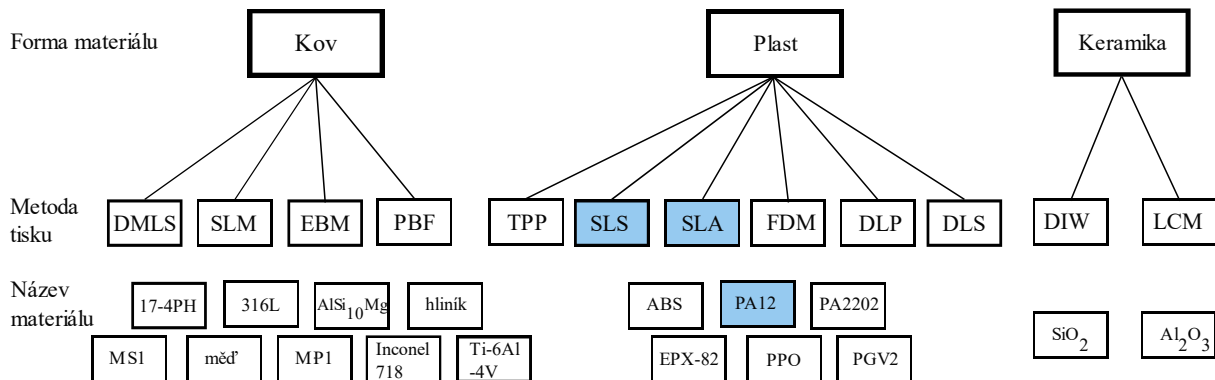 Forma materiálu
Kov
Plast
Keramika
Metoda
tisku
DMLS
SLM
EBM
PBF
TPP
SLS
SLA
FDM
DLP
DLS
DIW
LCM
Název
materiálu
17-4PH
316L
AlSi10Mg
hliník
ABS
PA12
PA2202
MS1
měď
MP1
Inconel
718
Ti-6Al
-4V
EPX-82
PPO
PGV2
SiO2
Al2O3